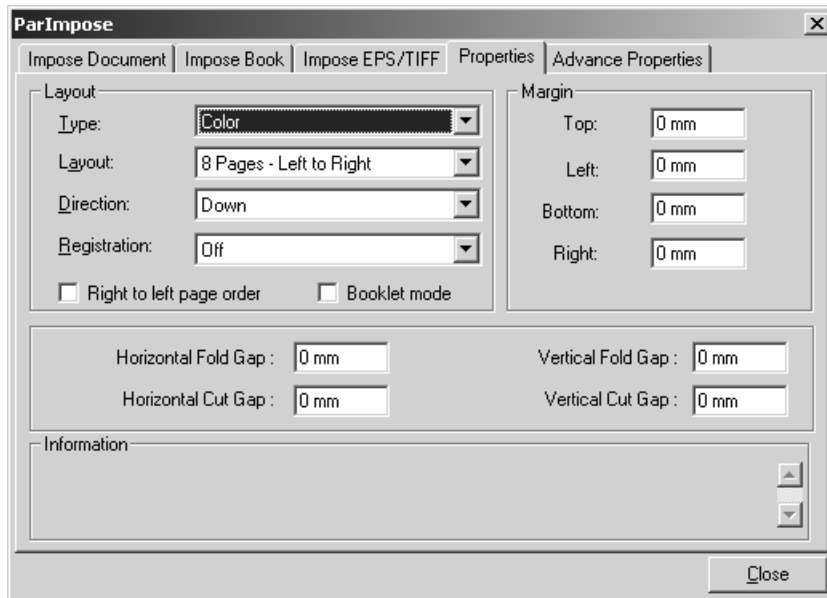 ParImpose
Impose Document Impose Book Impose EPS/TIFF Properties Advance Properties
Layout
Type: Color
Layout: 8 Pages - Left to Right
Direction: Down
Registration: Off
Right to left page order Booklet mode
Margin
Top: 0 mm
Left: 0 mm
Bottom: 0 mm
Right: 0 mm
Horizontal Fold Gap : 0 mm Vertical Fold Gap : 0 mm
Horizontal Cut Gap : 0 mm Vertical Cut Gap : 0 mm
Information
Close